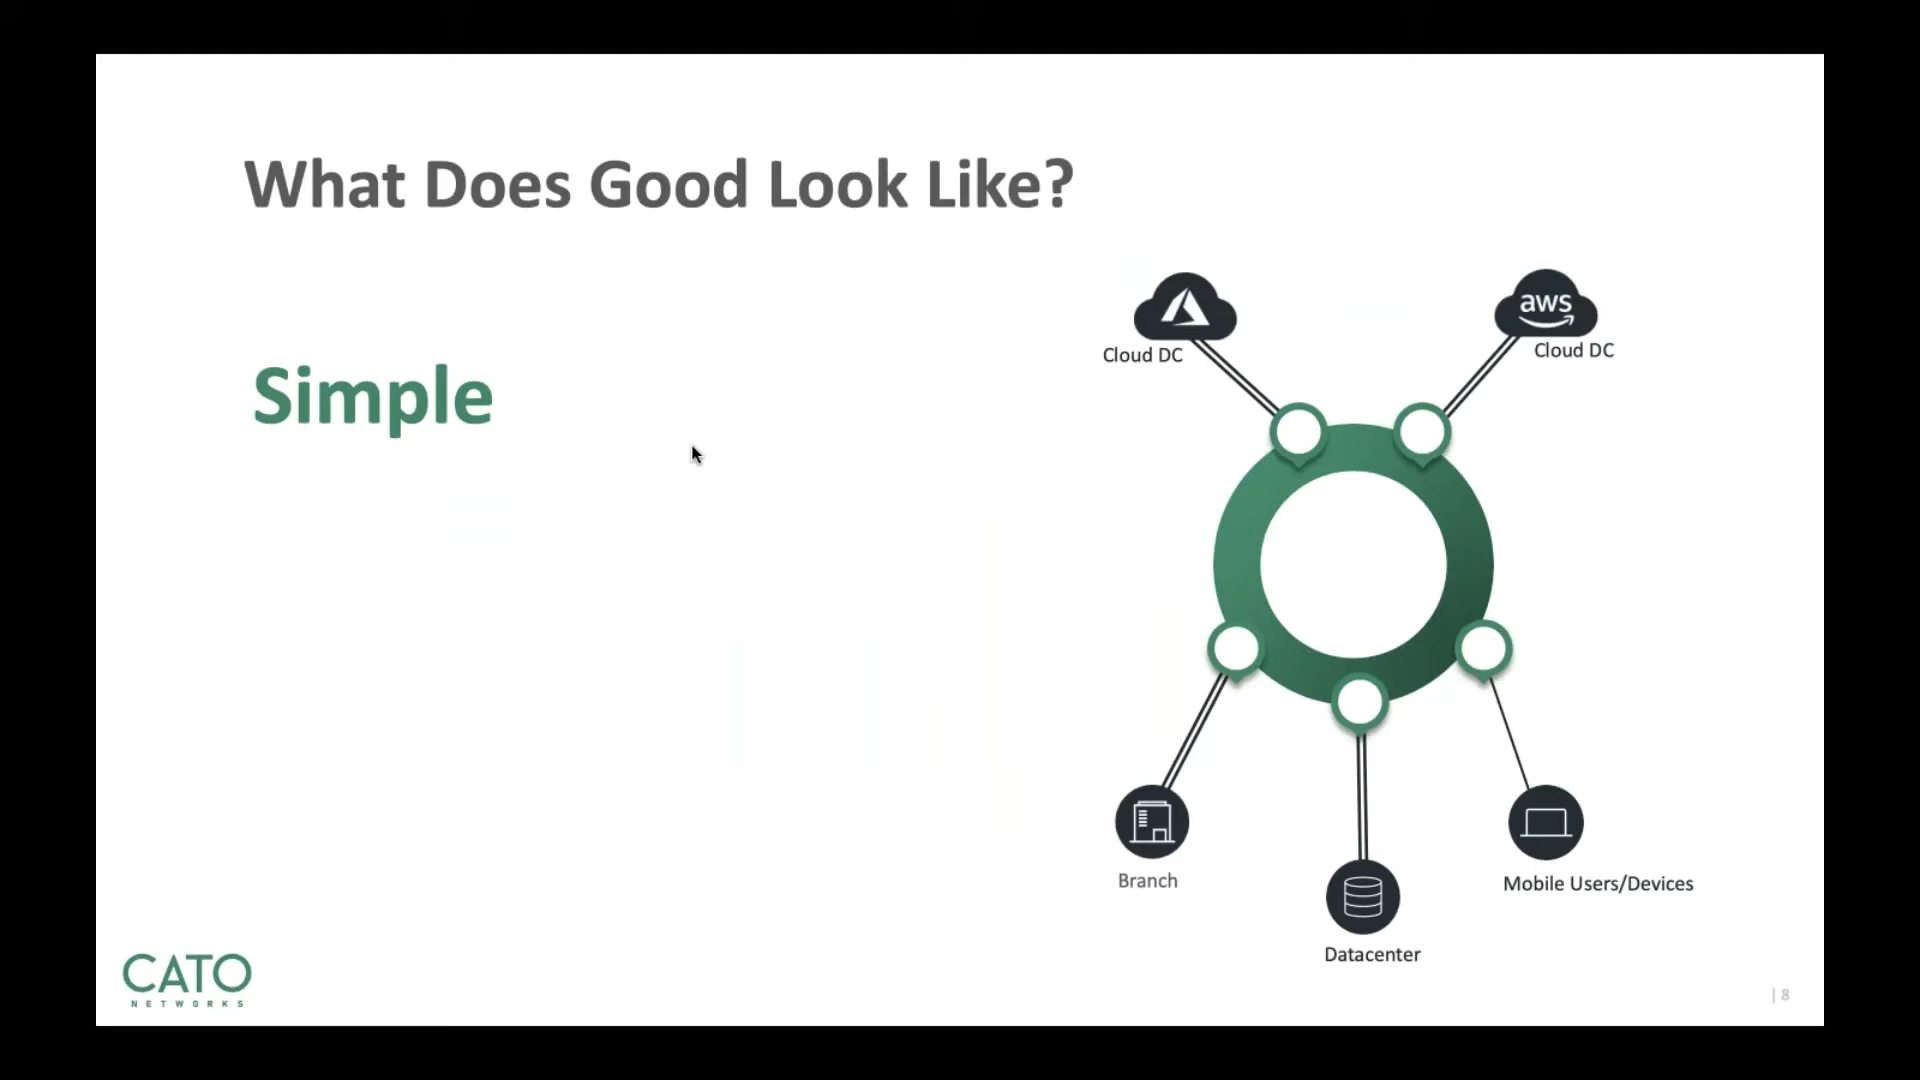 What Does Good Look Like?
Simple
aws
Cloud DC
Cloud DC
Branch
Mobile Users/Devices
Datacenter
CATO
NETWORKS
| 8